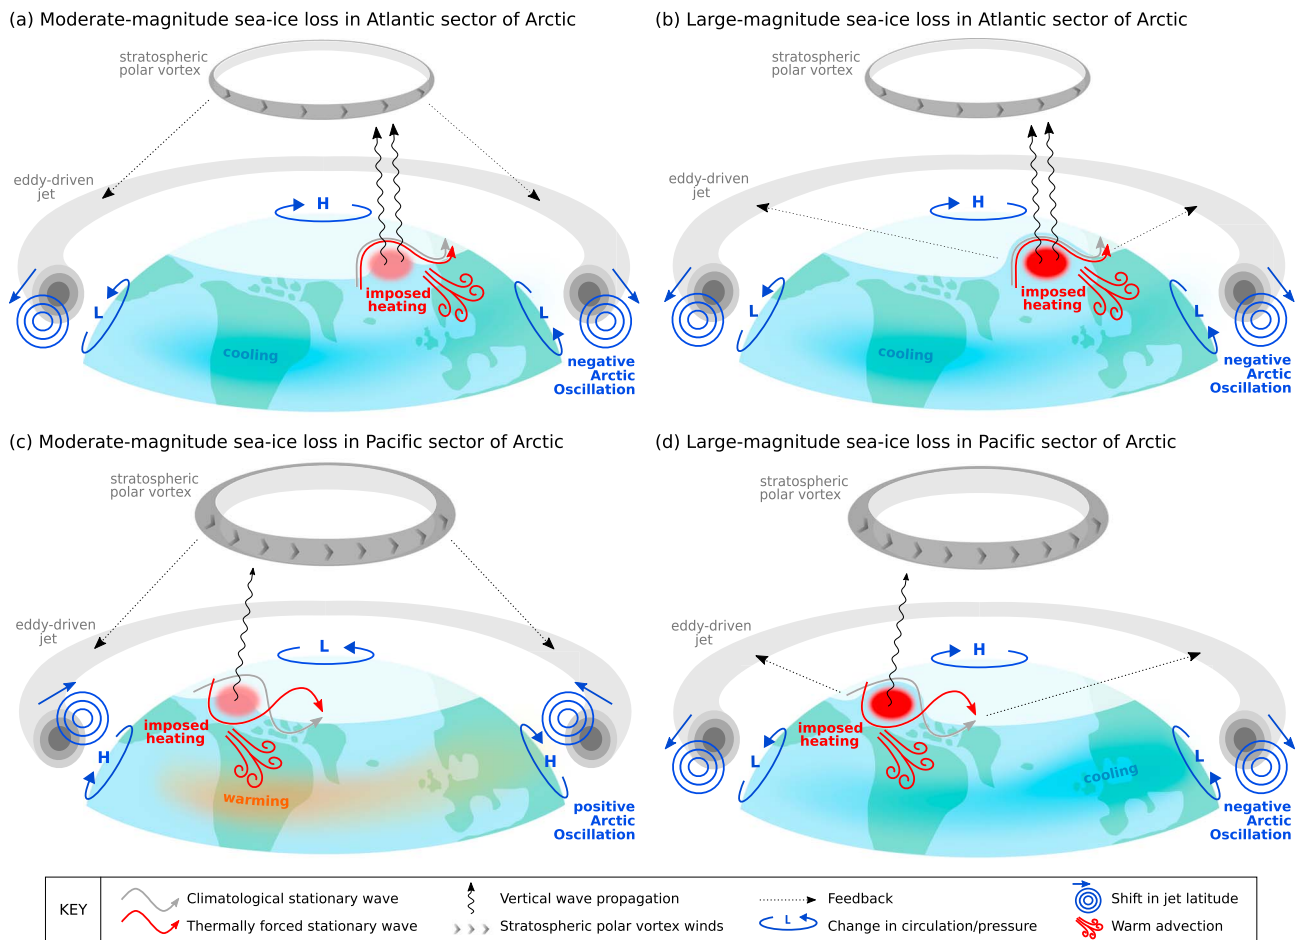 (a) Moderate-magnitude sea-ice loss in Atlantic sector of Arctic
stratospheric
polar vortex
eddy-driven
jet
H
L
L
imposed
heating
cooling
negative
Arctic
Oscillation
(b) Large-magnitude sea-ice loss in Atlantic sector of Arctic
stratospheric
polar vortex
eddy-driven
jet
H
L
L
imposed
heating
cooling
negative
Arctic
Oscillation
(c) Moderate-magnitude sea-ice loss in Pacific sector of Arctic
stratospheric
polar vortex
eddy-driven
jet
L
H
H
imposed
heating
warming
positive
Arctic
Oscillation
(d) Large-magnitude sea-ice loss in Pacific sector of Arctic
stratospheric
polar vortex
eddy-driven
jet
H
L
L
imposed
heating
cooling
negative
Arctic
Oscillation
KEY
Climatological stationary wave
Thermally forced stationary wave
Vertical wave propagation
Stratospheric polar vortex winds
Feedback
L
Change in circulation/pressure
Shift in jet latitude
Warm advection